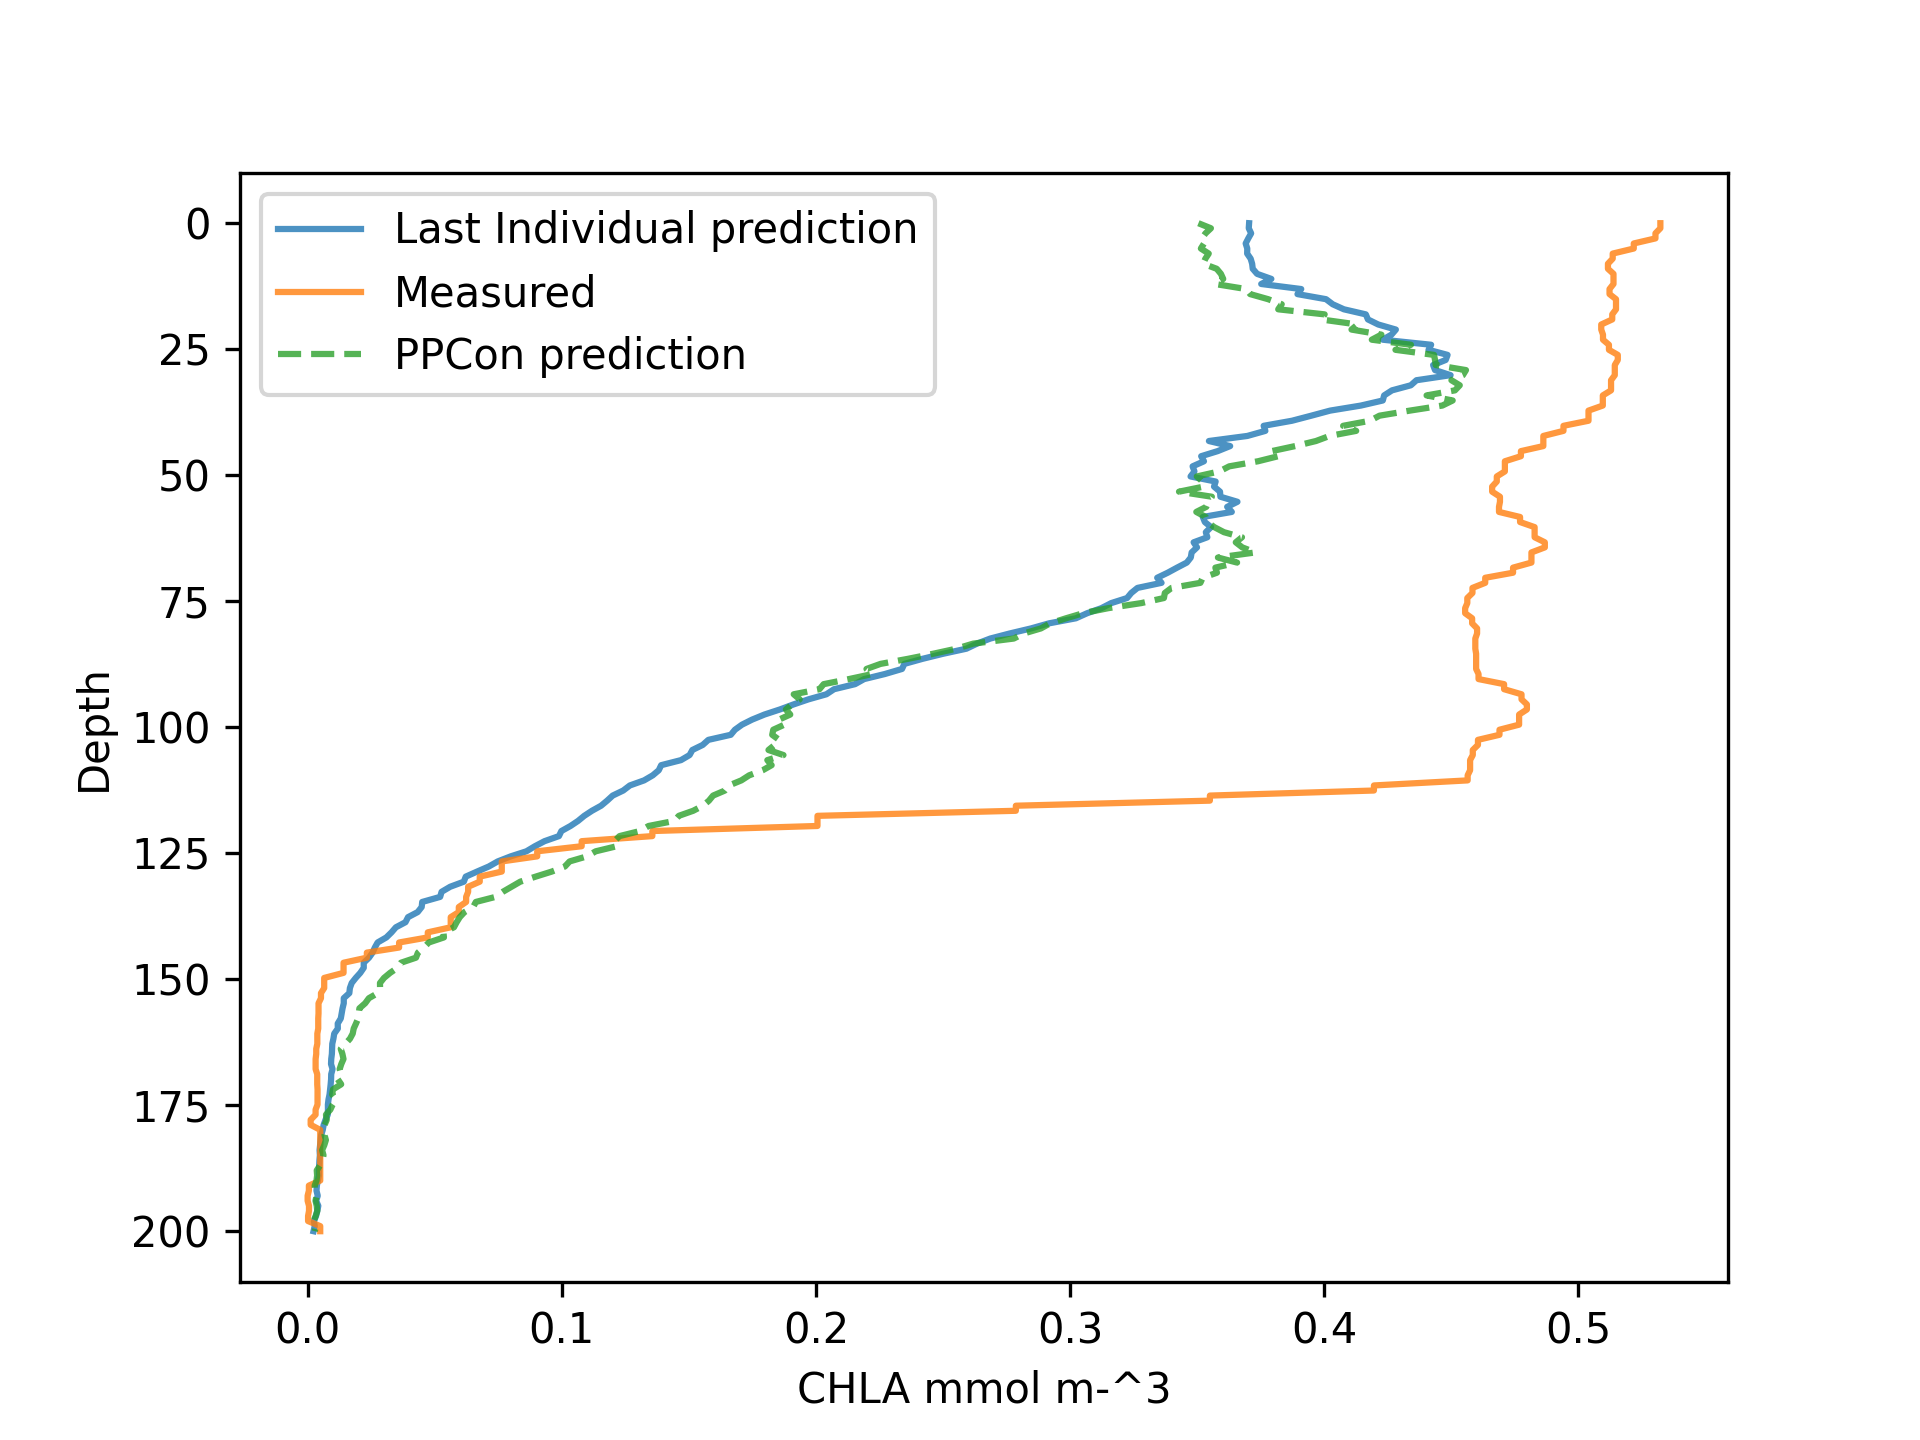 Last Individual prediction
Measured
PPCon prediction
0
25
50
75
100
125
150
175
200
Depth
0.0 0.1 0.2 0.3 0.4 0.5
CHLA mmol m-^3